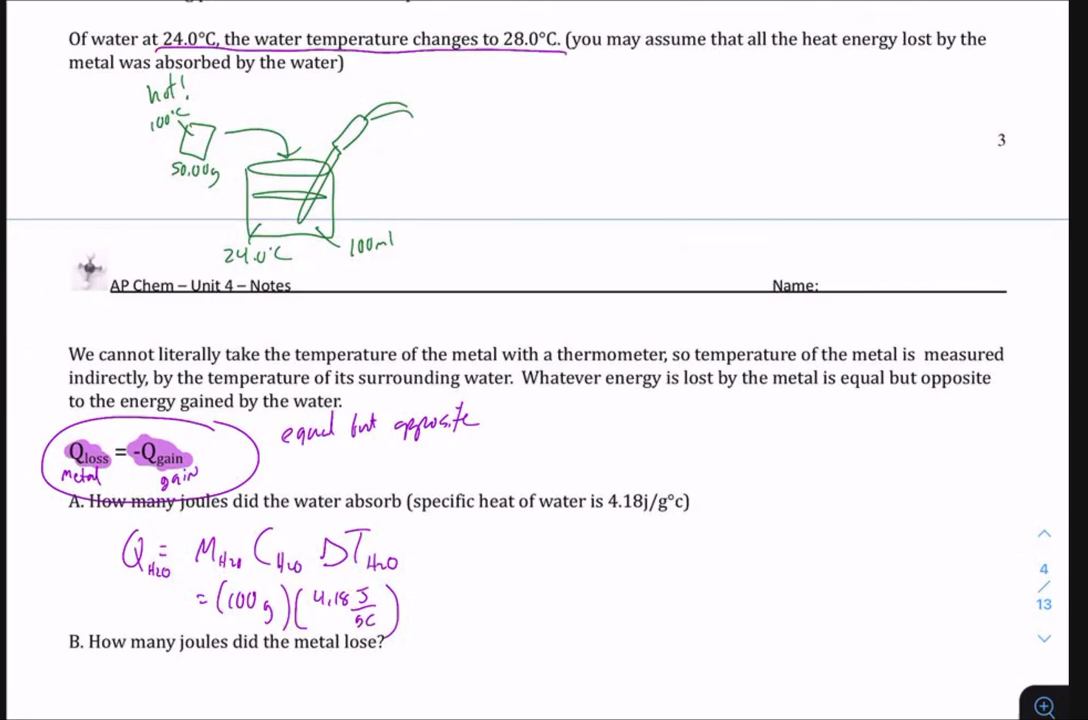 Of water at 24.0°C, the water temperature changes to 28.0°C. (you may assume that all the heat energy lost by the
metal was absorbed by the water)
hot!
100°C
50.00g
3
24.0°C
100ml
AP Chem – Unit 4 – Notes
Name:
We cannot literally take the temperature of the metal with a thermometer, so temperature of the metal is measured
indirectly, by the temperature of its surrounding water. Whatever energy is lost by the metal is equal but opposite
to the energy gained by the water.
equal but opposite
Qloss = -Qgain
metal gain
A. How many joules did the water absorb (specific heat of water is 4.18j/g°c)
QH2O = MH2O CH2O ΔTH2O
= (100g)(4.18 J/gC)
4
/
13
B. How many joules did the metal lose?